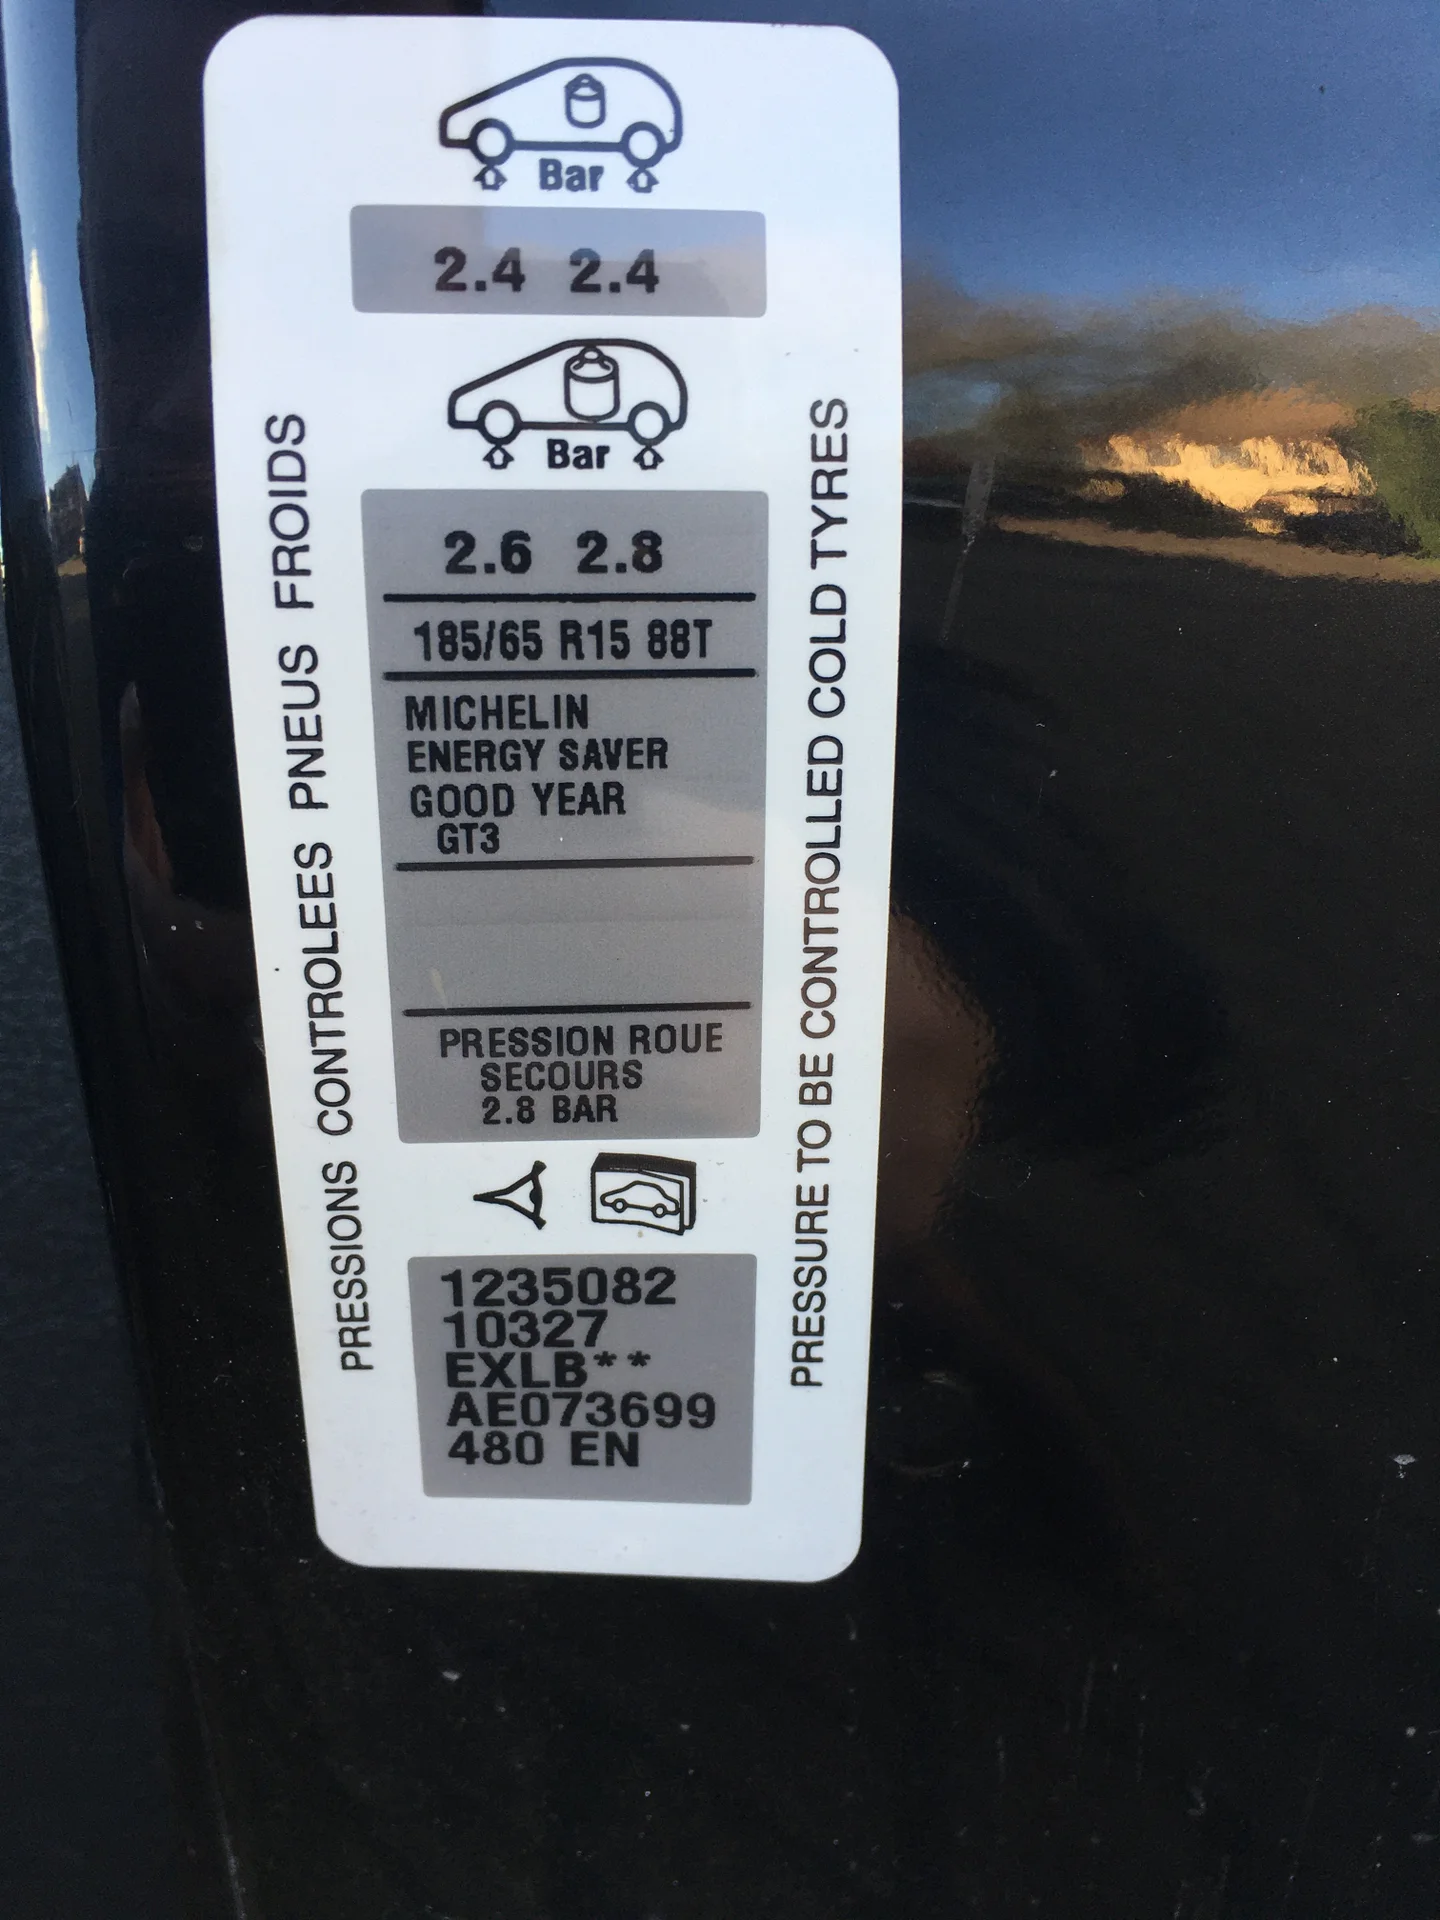 Bar
2.4 2.4
Bar
2.6 2.8
185/65 R15 88T
MICHELIN
ENERGY SAVER
GOOD YEAR
GT3
PRESSION ROUE
SECOURS
2.8 BAR
1235082
10327
EXLB**
AE073699
480 EN
PRESSIONS CONTROLEES PNEUS FROIDS
PRESSURE TO BE CONTROLLED COLD TYRES